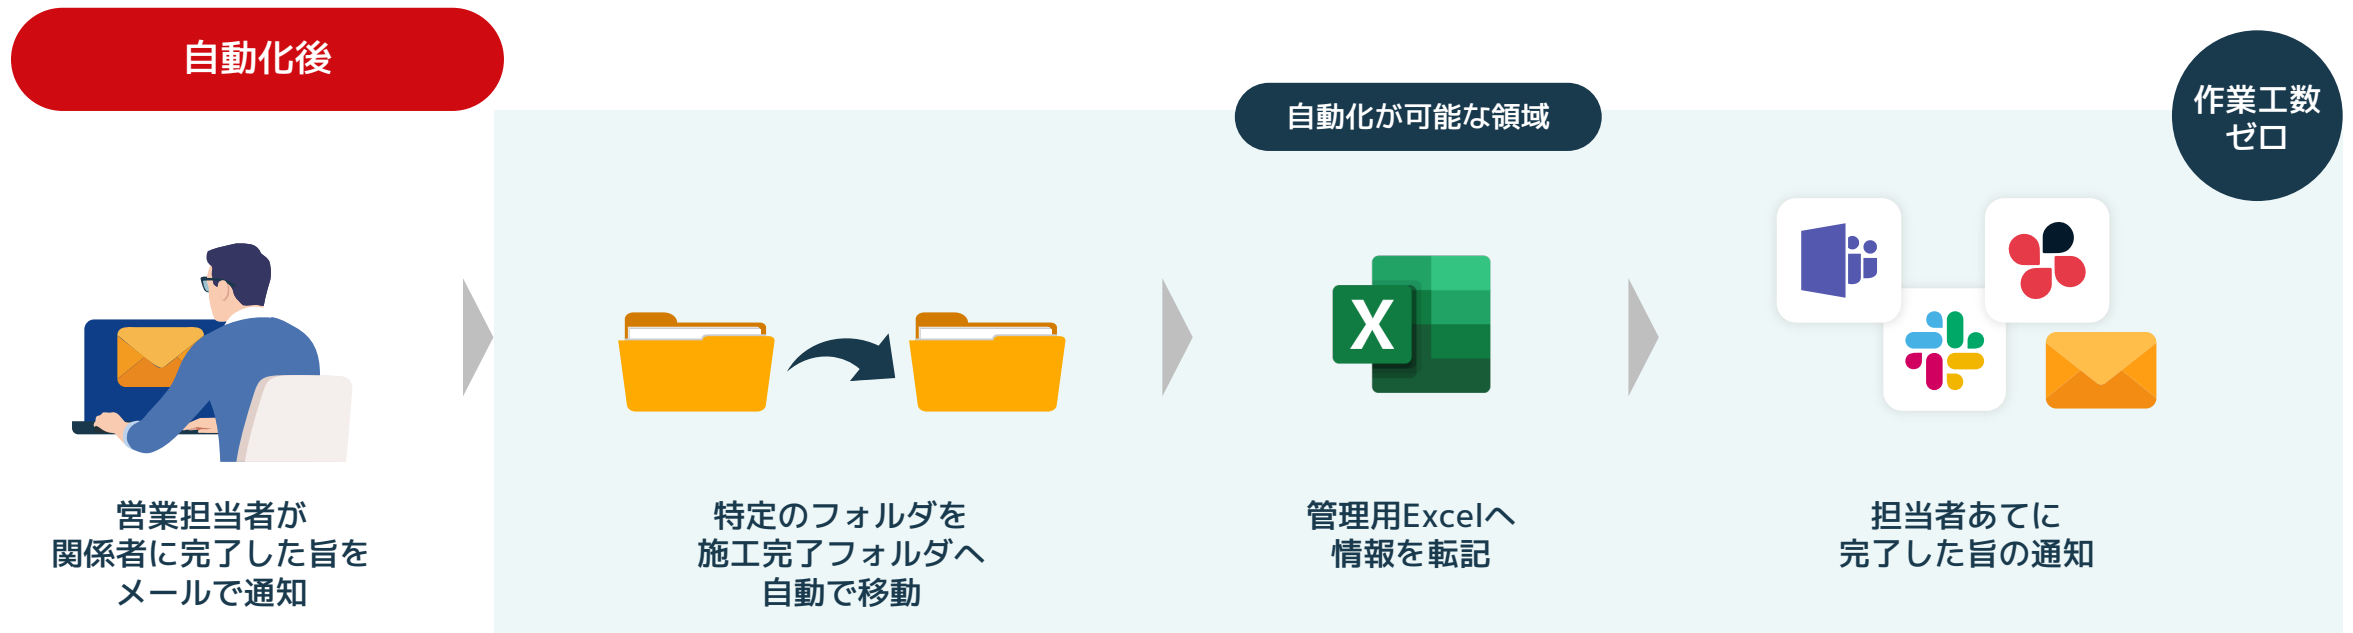 自動化後
自動化が可能な領域
作業工数
ゼロ
営業担当者が
関係者に完了した旨を
メールで通知
特定のフォルダを
施工完了フォルダへ
自動で移動
X
管理用Excelへ
情報を転記
担当者あてに
完了した旨の通知